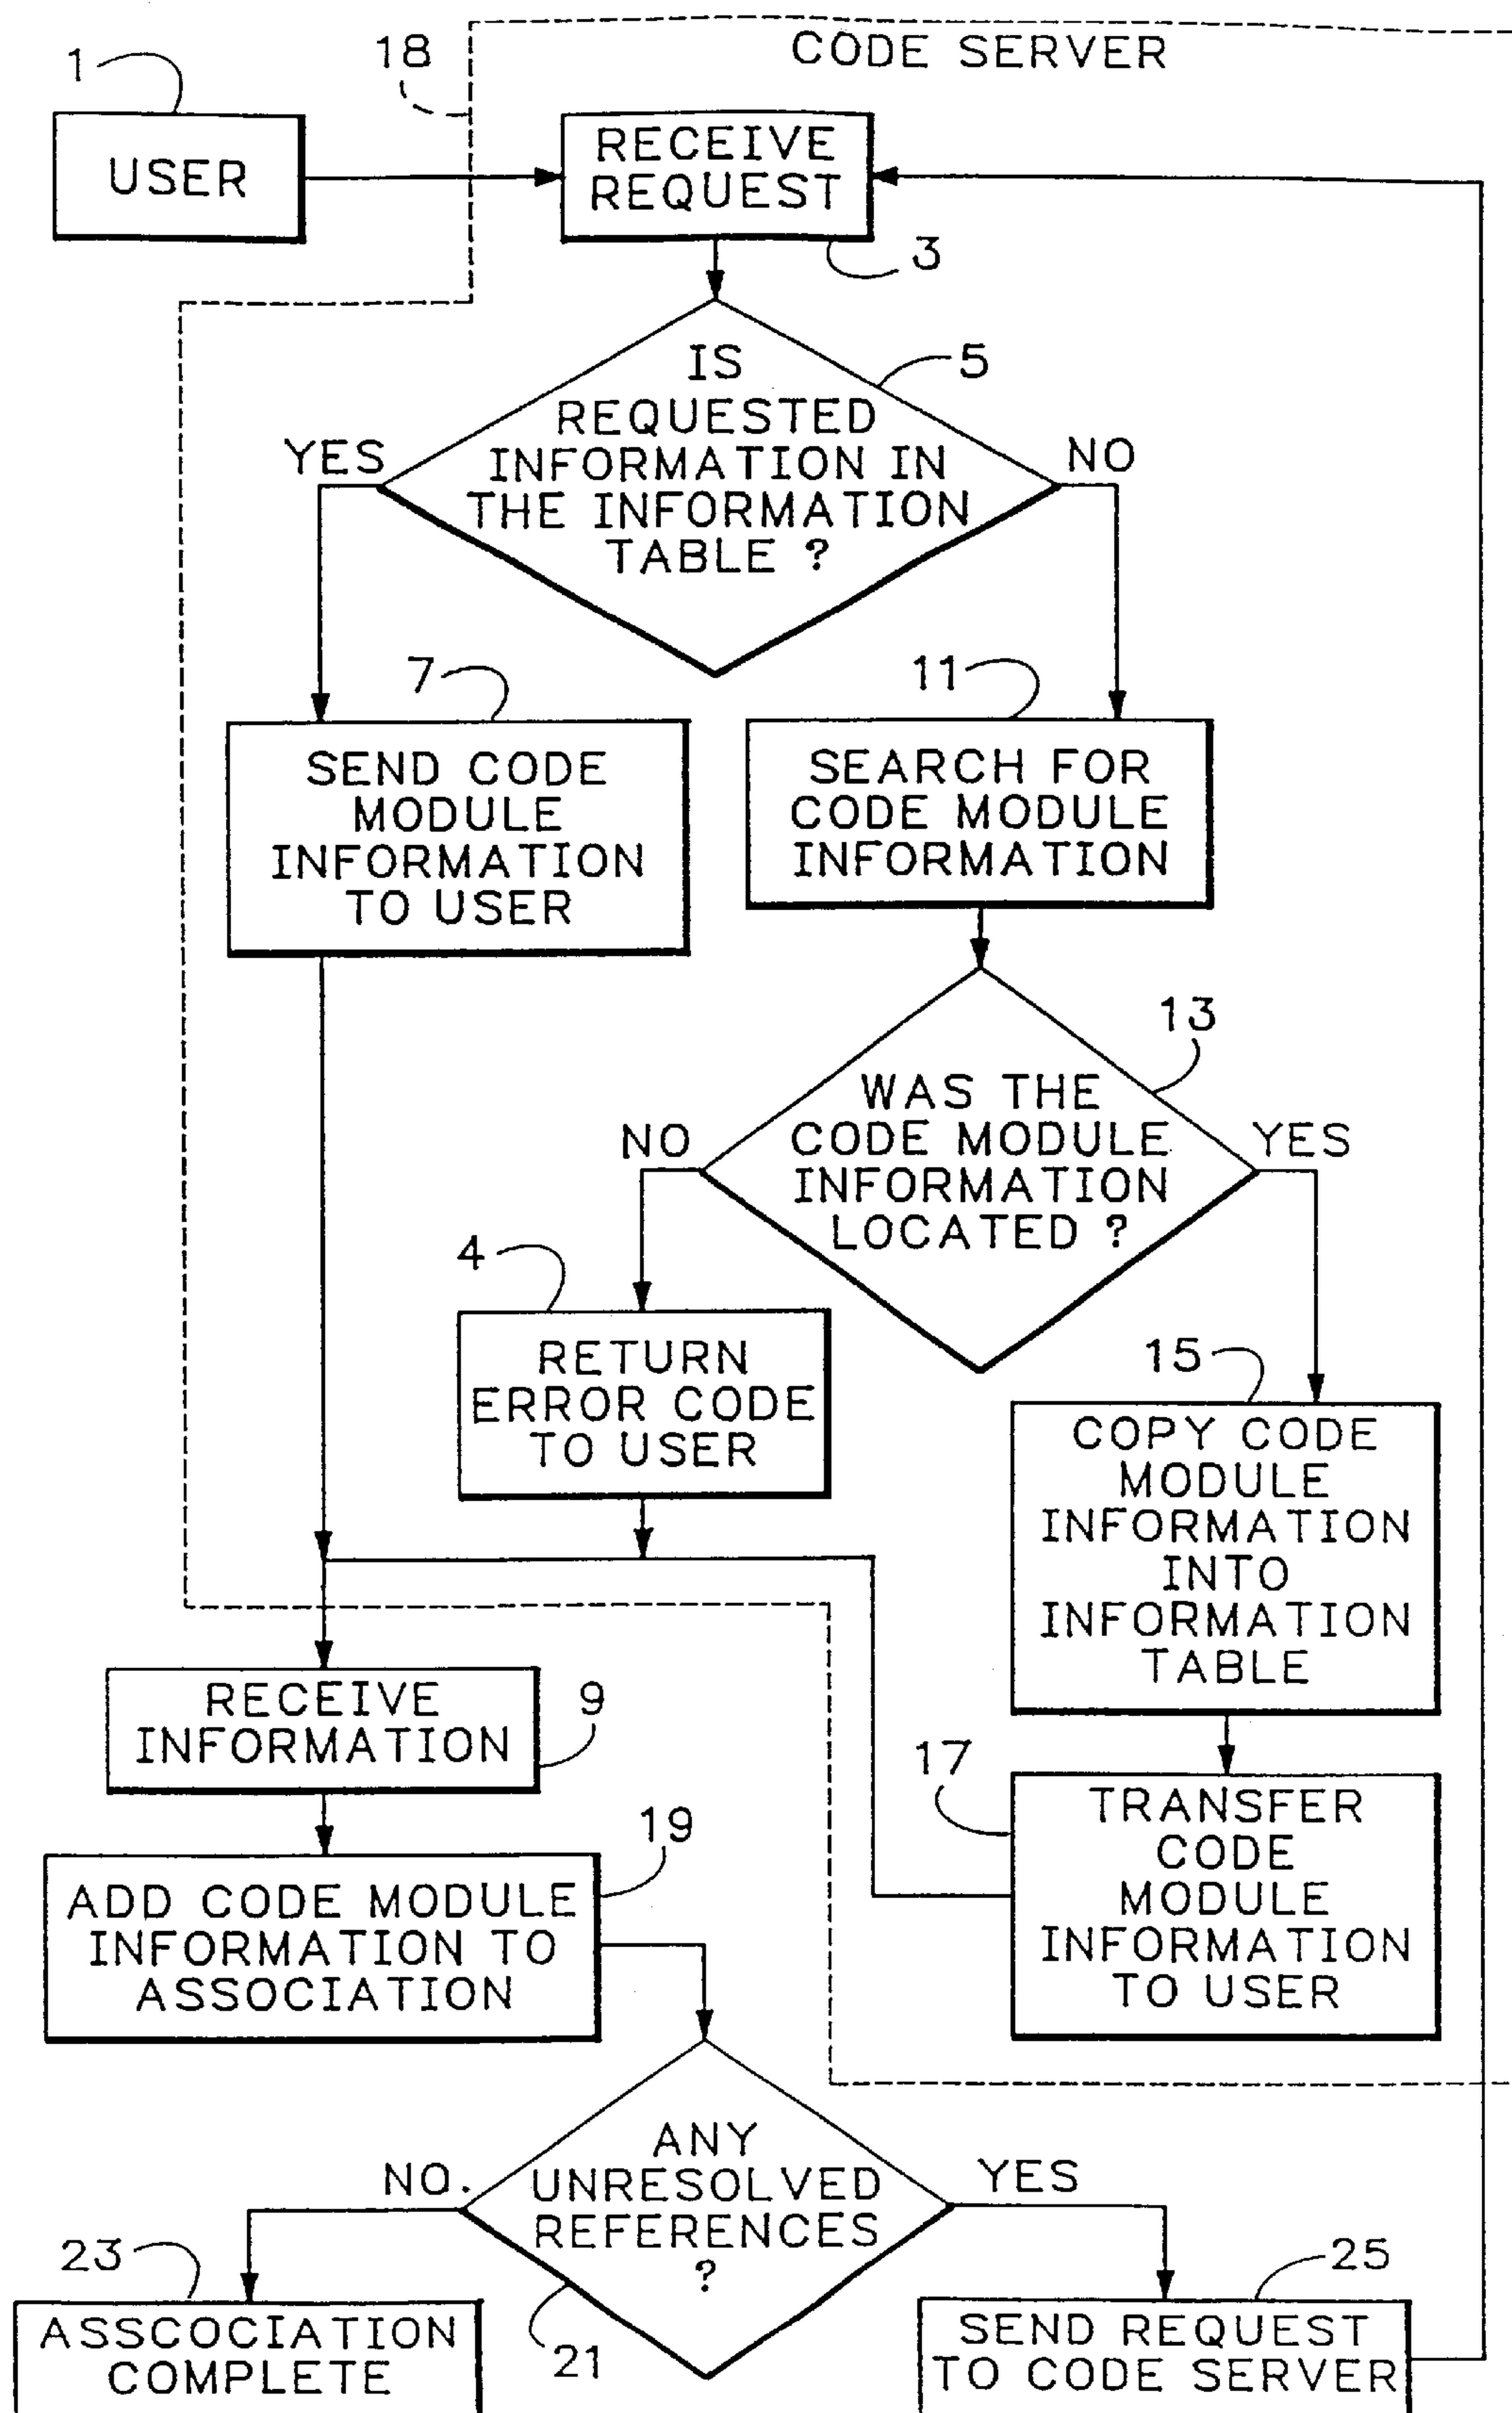 CODE SERVER
18
1
USER
RECEIVE
REQUEST
3
IS
REQUESTED
INFORMATION IN
THE INFORMATION
TABLE ?
5
YES
NO
7
SEND CODE
MODULE
INFORMATION
TO USER
11
SEARCH FOR
CODE MODULE
INFORMATION
13
WAS THE
CODE MODULE
INFORMATION
LOCATED ?
NO
YES
4
RETURN
ERROR CODE
TO USER
15
COPY CODE
MODULE
INFORMATION
INTO
INFORMATION
TABLE
RECEIVE
INFORMATION
9
17
TRANSFER
CODE
MODULE
INFORMATION
TO USER
19
ADD CODE MODULE
INFORMATION TO
ASSOCIATION
ANY
UNRESOLVED
REFERENCES
?
NO.
YES
21
23
ASSCOCIATION
COMPLETE
25
SEND REQUEST
TO CODE SERVER